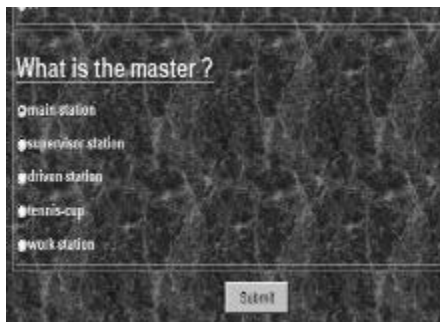 What is the master ?
main station
supervisor station
driven station
tennis-cup
work station
Submit